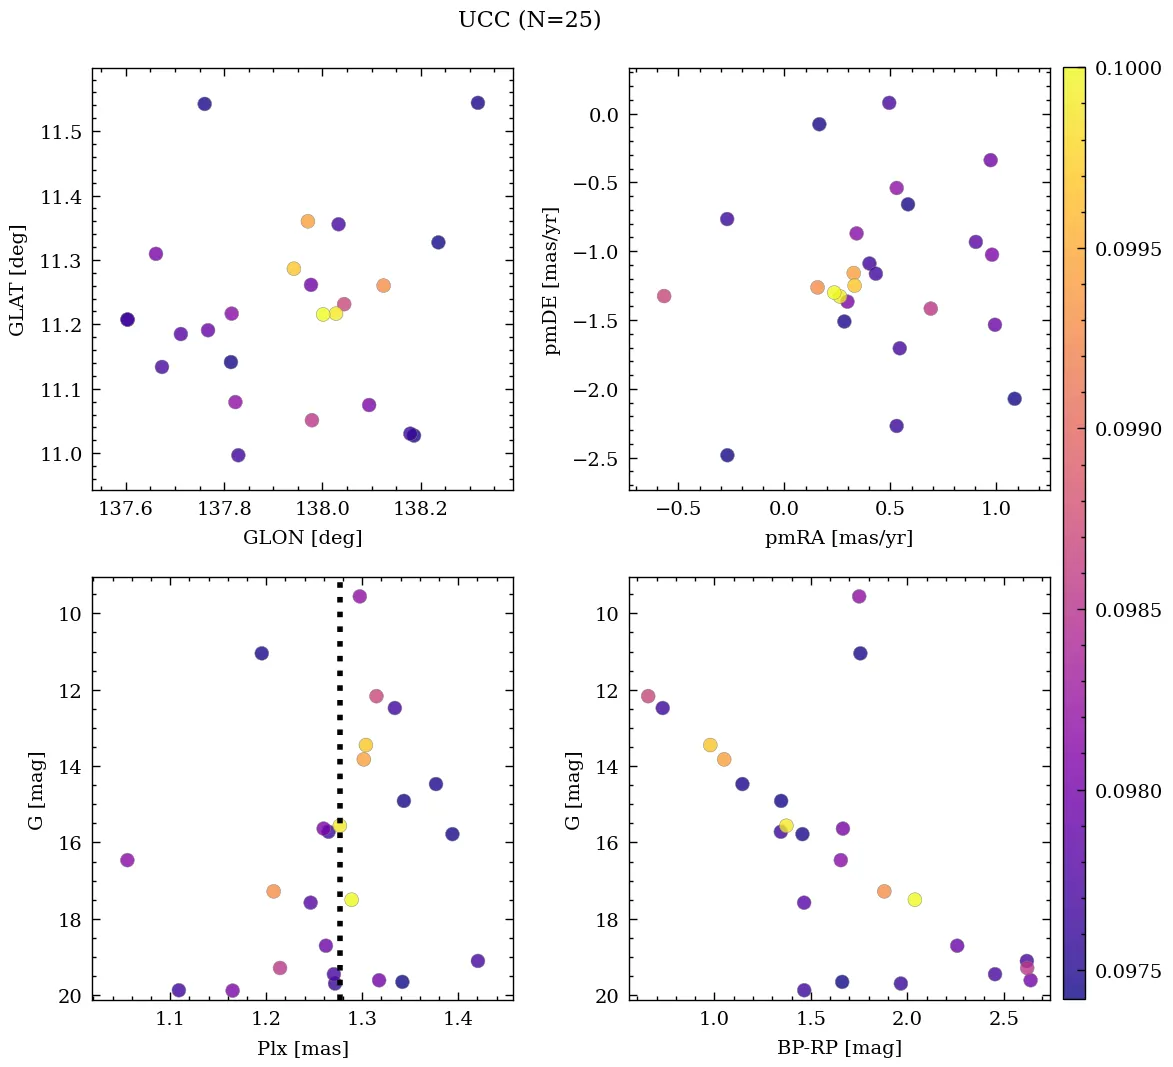 UCC (N=25)
11.5
11.4
11.3
11.2
11.1
11.0
GLAT [deg]
137.6 137.8 138.0 138.2
GLON [deg]
0.0
−0.5
−1.0
−1.5
−2.0
−2.5
pmDE [mas/yr]
−0.5 0.0 0.5 1.0
pmRA [mas/yr]
0.1000
0.0995
0.0990
0.0985
0.0980
0.0975
10
12
14
16
18
20
G [mag]
1.1 1.2 1.3 1.4
Plx [mas]
10
12
14
16
18
20
G [mag]
1.0 1.5 2.0 2.5
BP-RP [mag]